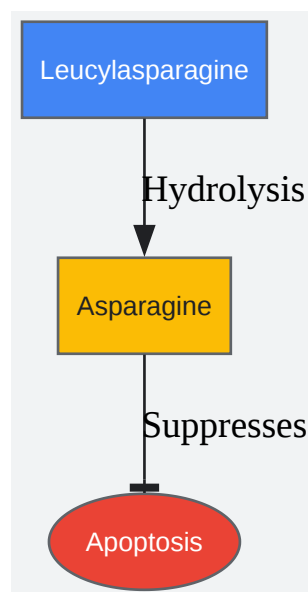 Leucylasparagine
Hydrolysis
Asparagine
Suppresses
Apoptosis